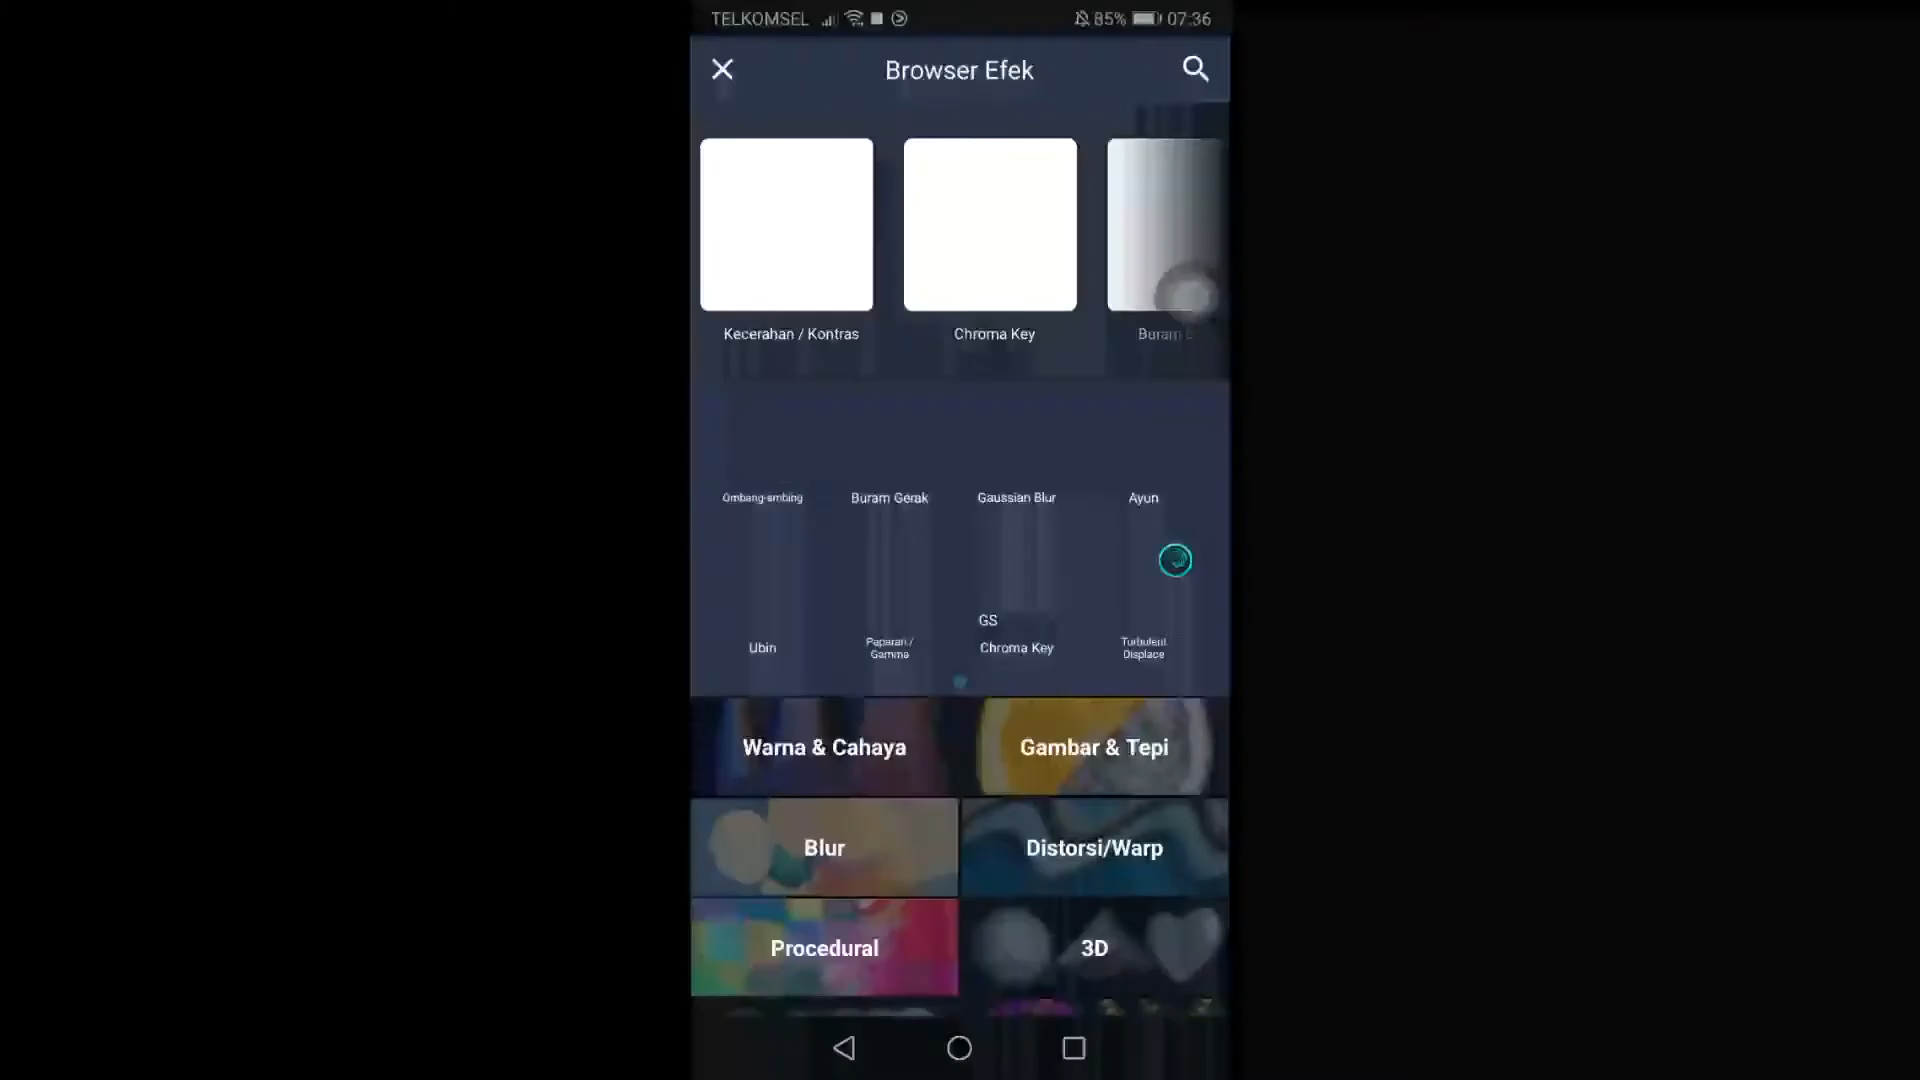 TELKOMSEL 85% 07:36
Browser Efek
Kecerahan / Kontras Chroma Key Buram
Ombang-ambing Buram Gerak Gaussian Blur Ayun
GS
Ubin Paparan / Gamma Chroma Key Turbulent Displace
Warna & Cahaya Gambar & Tepi
Blur Distorsi/Warp
Procedural 3D